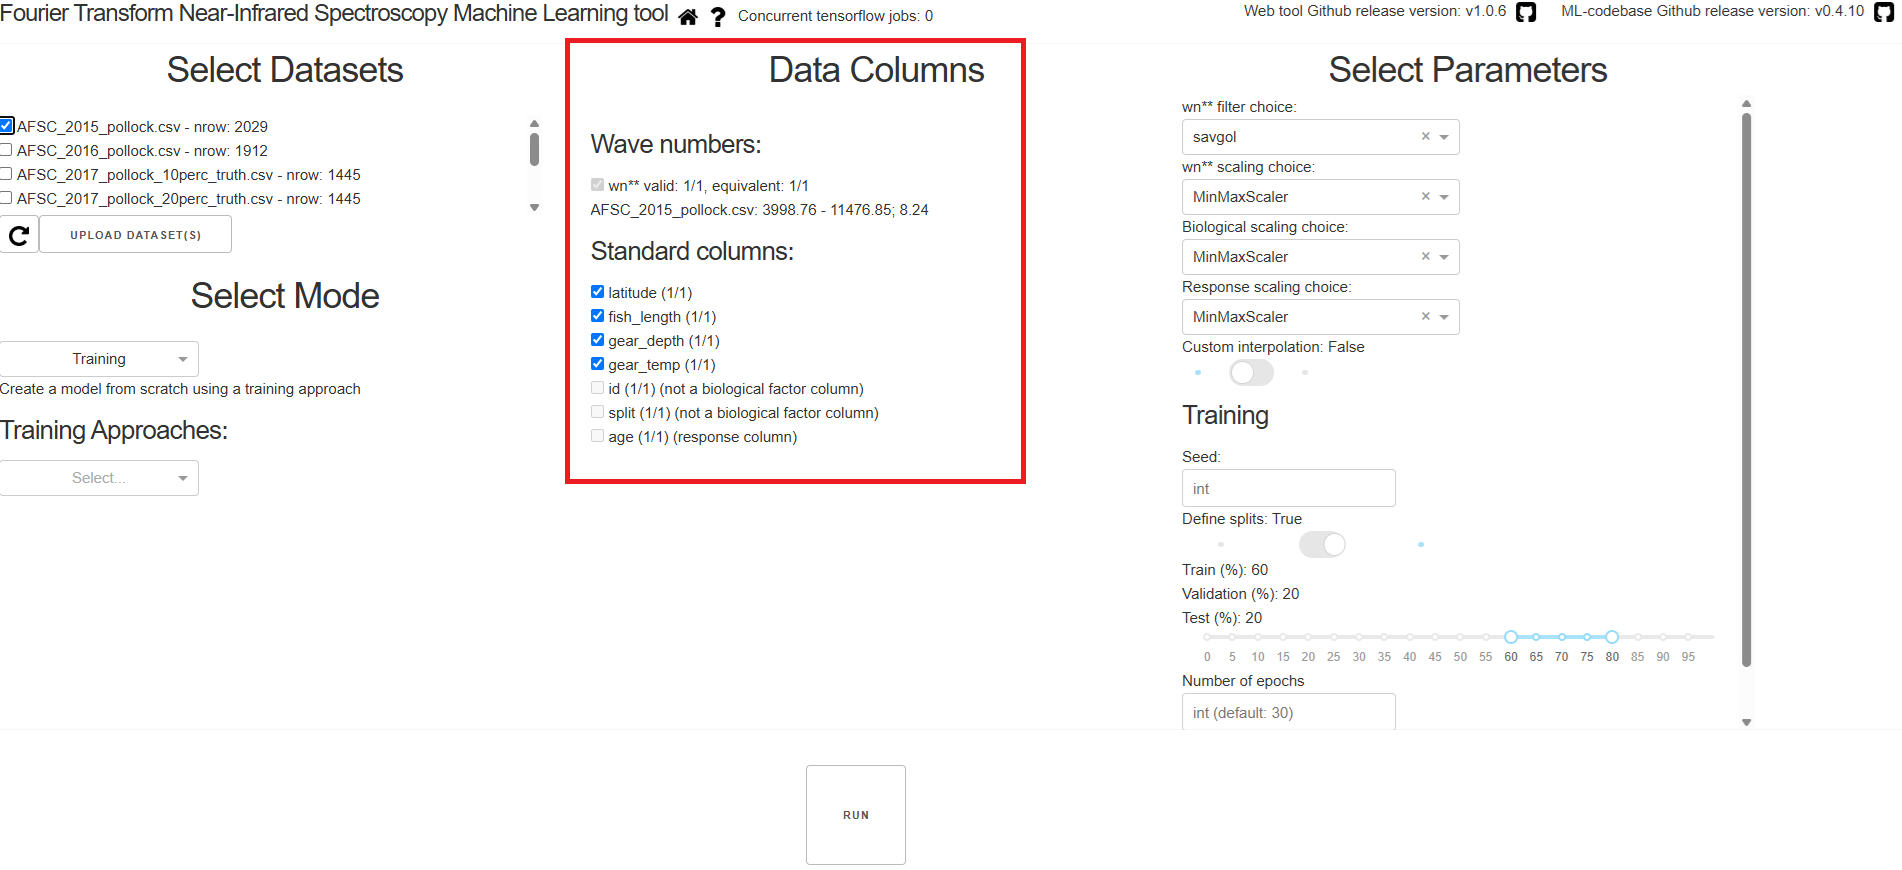 Fourier Transform Near-Infrared Spectroscopy Machine Learning tool
Concurrent tensorflow jobs: 0
Web tool Github release version: v1.0.6
ML-codebase Github release version: v0.4.10
Select Datasets
AFSC_2015_pollock.csv - nrow: 2029
AFSC_2016_pollock.csv - nrow: 1912
AFSC_2017_pollock_10perc_truth.csv - nrow: 1445
AFSC_2017_pollock_20perc_truth.csv - nrow: 1445
UPLOAD DATASET(S)
Select Mode
Training
Create a model from scratch using a training approach
Training Approaches:
Select...
Data Columns
Wave numbers:
wn** valid: 1/1, equivalent: 1/1
AFSC_2015_pollock.csv: 3998.76 - 11476.85; 8.24
Standard columns:
latitude (1/1)
fish_length (1/1)
gear_depth (1/1)
gear_temp (1/1)
id (1/1) (not a biological factor column)
split (1/1) (not a biological factor column)
age (1/1) (response column)
Select Parameters
wn** filter choice:
savgol
wn** scaling choice:
MinMaxScaler
Biological scaling choice:
MinMaxScaler
Response scaling choice:
MinMaxScaler
Custom interpolation: False
Training
Seed:
int
Define splits: True
Train (%): 60
Validation (%): 20
Test (%): 20
0 5 10 15 20 25 30 35 40 45 50 55 60 65 70 75 80 85 90 95
Number of epochs
int (default: 30)
RUN